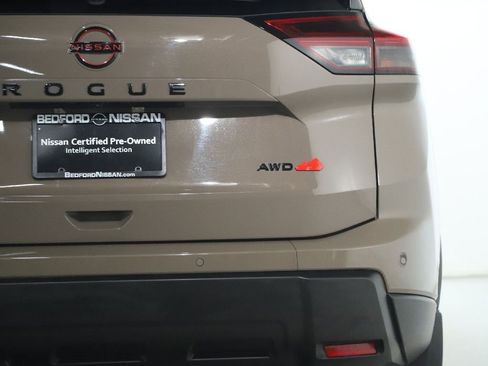 NISSAN
ROGUE
BEDFORD NISSAN
Nissan Certified Pre-Owned
Intelligent Selection
BEDFORDNISSAN.com
AWD